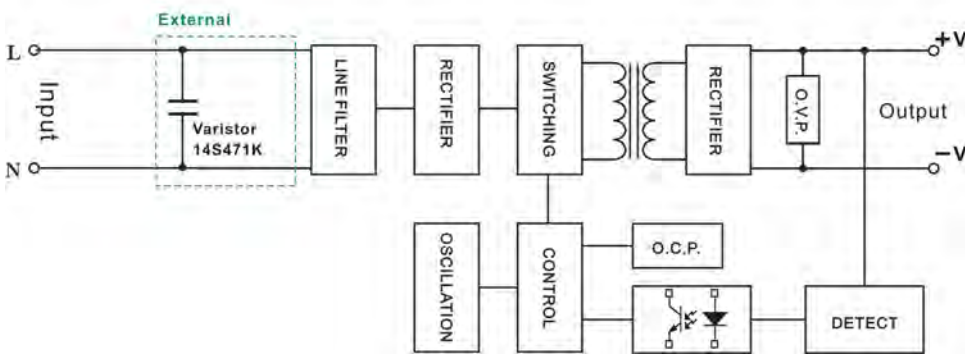 External
L
Input
N
Varistor
14S471K
LINE FILTER
RECTIFIER
SWITCHING
RECTIFIER
O.V.P.
+V
Output
–V
OSCILLATION
CONTROL
O.C.P.
DETECT